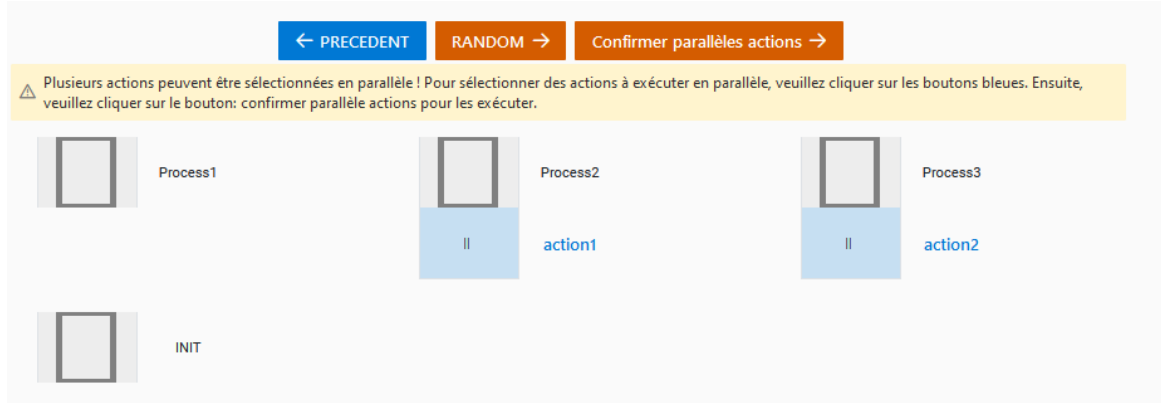 ← PRECEDENT RANDOM → Confirmer parallèles actions →
Plusieurs actions peuvent être sélectionnées en parallèle ! Pour sélectionner des actions à exécuter en parallèle, veuillez cliquer sur les boutons bleues. Ensuite,
veuillez cliquer sur le bouton: confirmer parallèle actions pour les exécuter.
Process1 Process2 Process3
|| action1 || action2
INIT